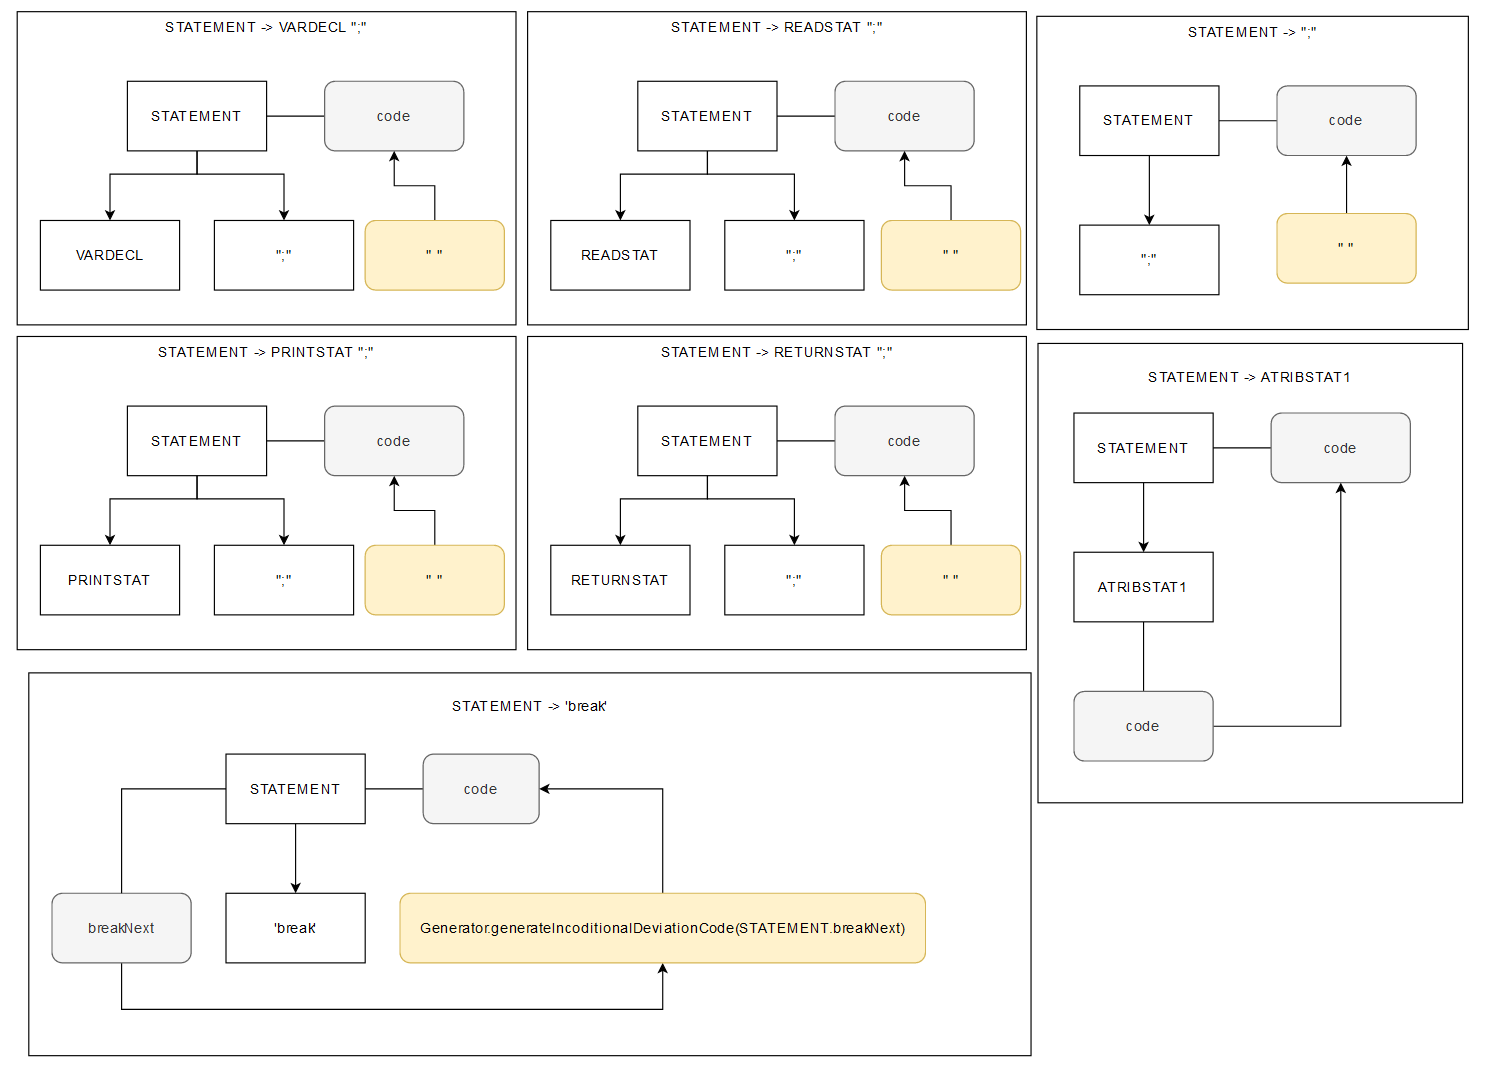 STATEMENT -> VARDECL ";"
STATEMENT
code
VARDECL
";"
" "
STATEMENT -> READSTAT ";"
STATEMENT
code
READSTAT
";"
" "
STATEMENT -> ";"
STATEMENT
code
";"
" "
STATEMENT -> PRINTSTAT ";"
STATEMENT
code
PRINTSTAT
";"
" "
STATEMENT -> RETURNSTAT ";"
STATEMENT
code
RETURNSTAT
";"
" "
STATEMENT -> ATRIBSTAT1
STATEMENT
code
ATRIBSTAT1
code
STATEMENT -> 'break'
STATEMENT
code
breakNext
'break'
Generator.generateIncoditionalDeviationCode(STATEMENT.breakNext)